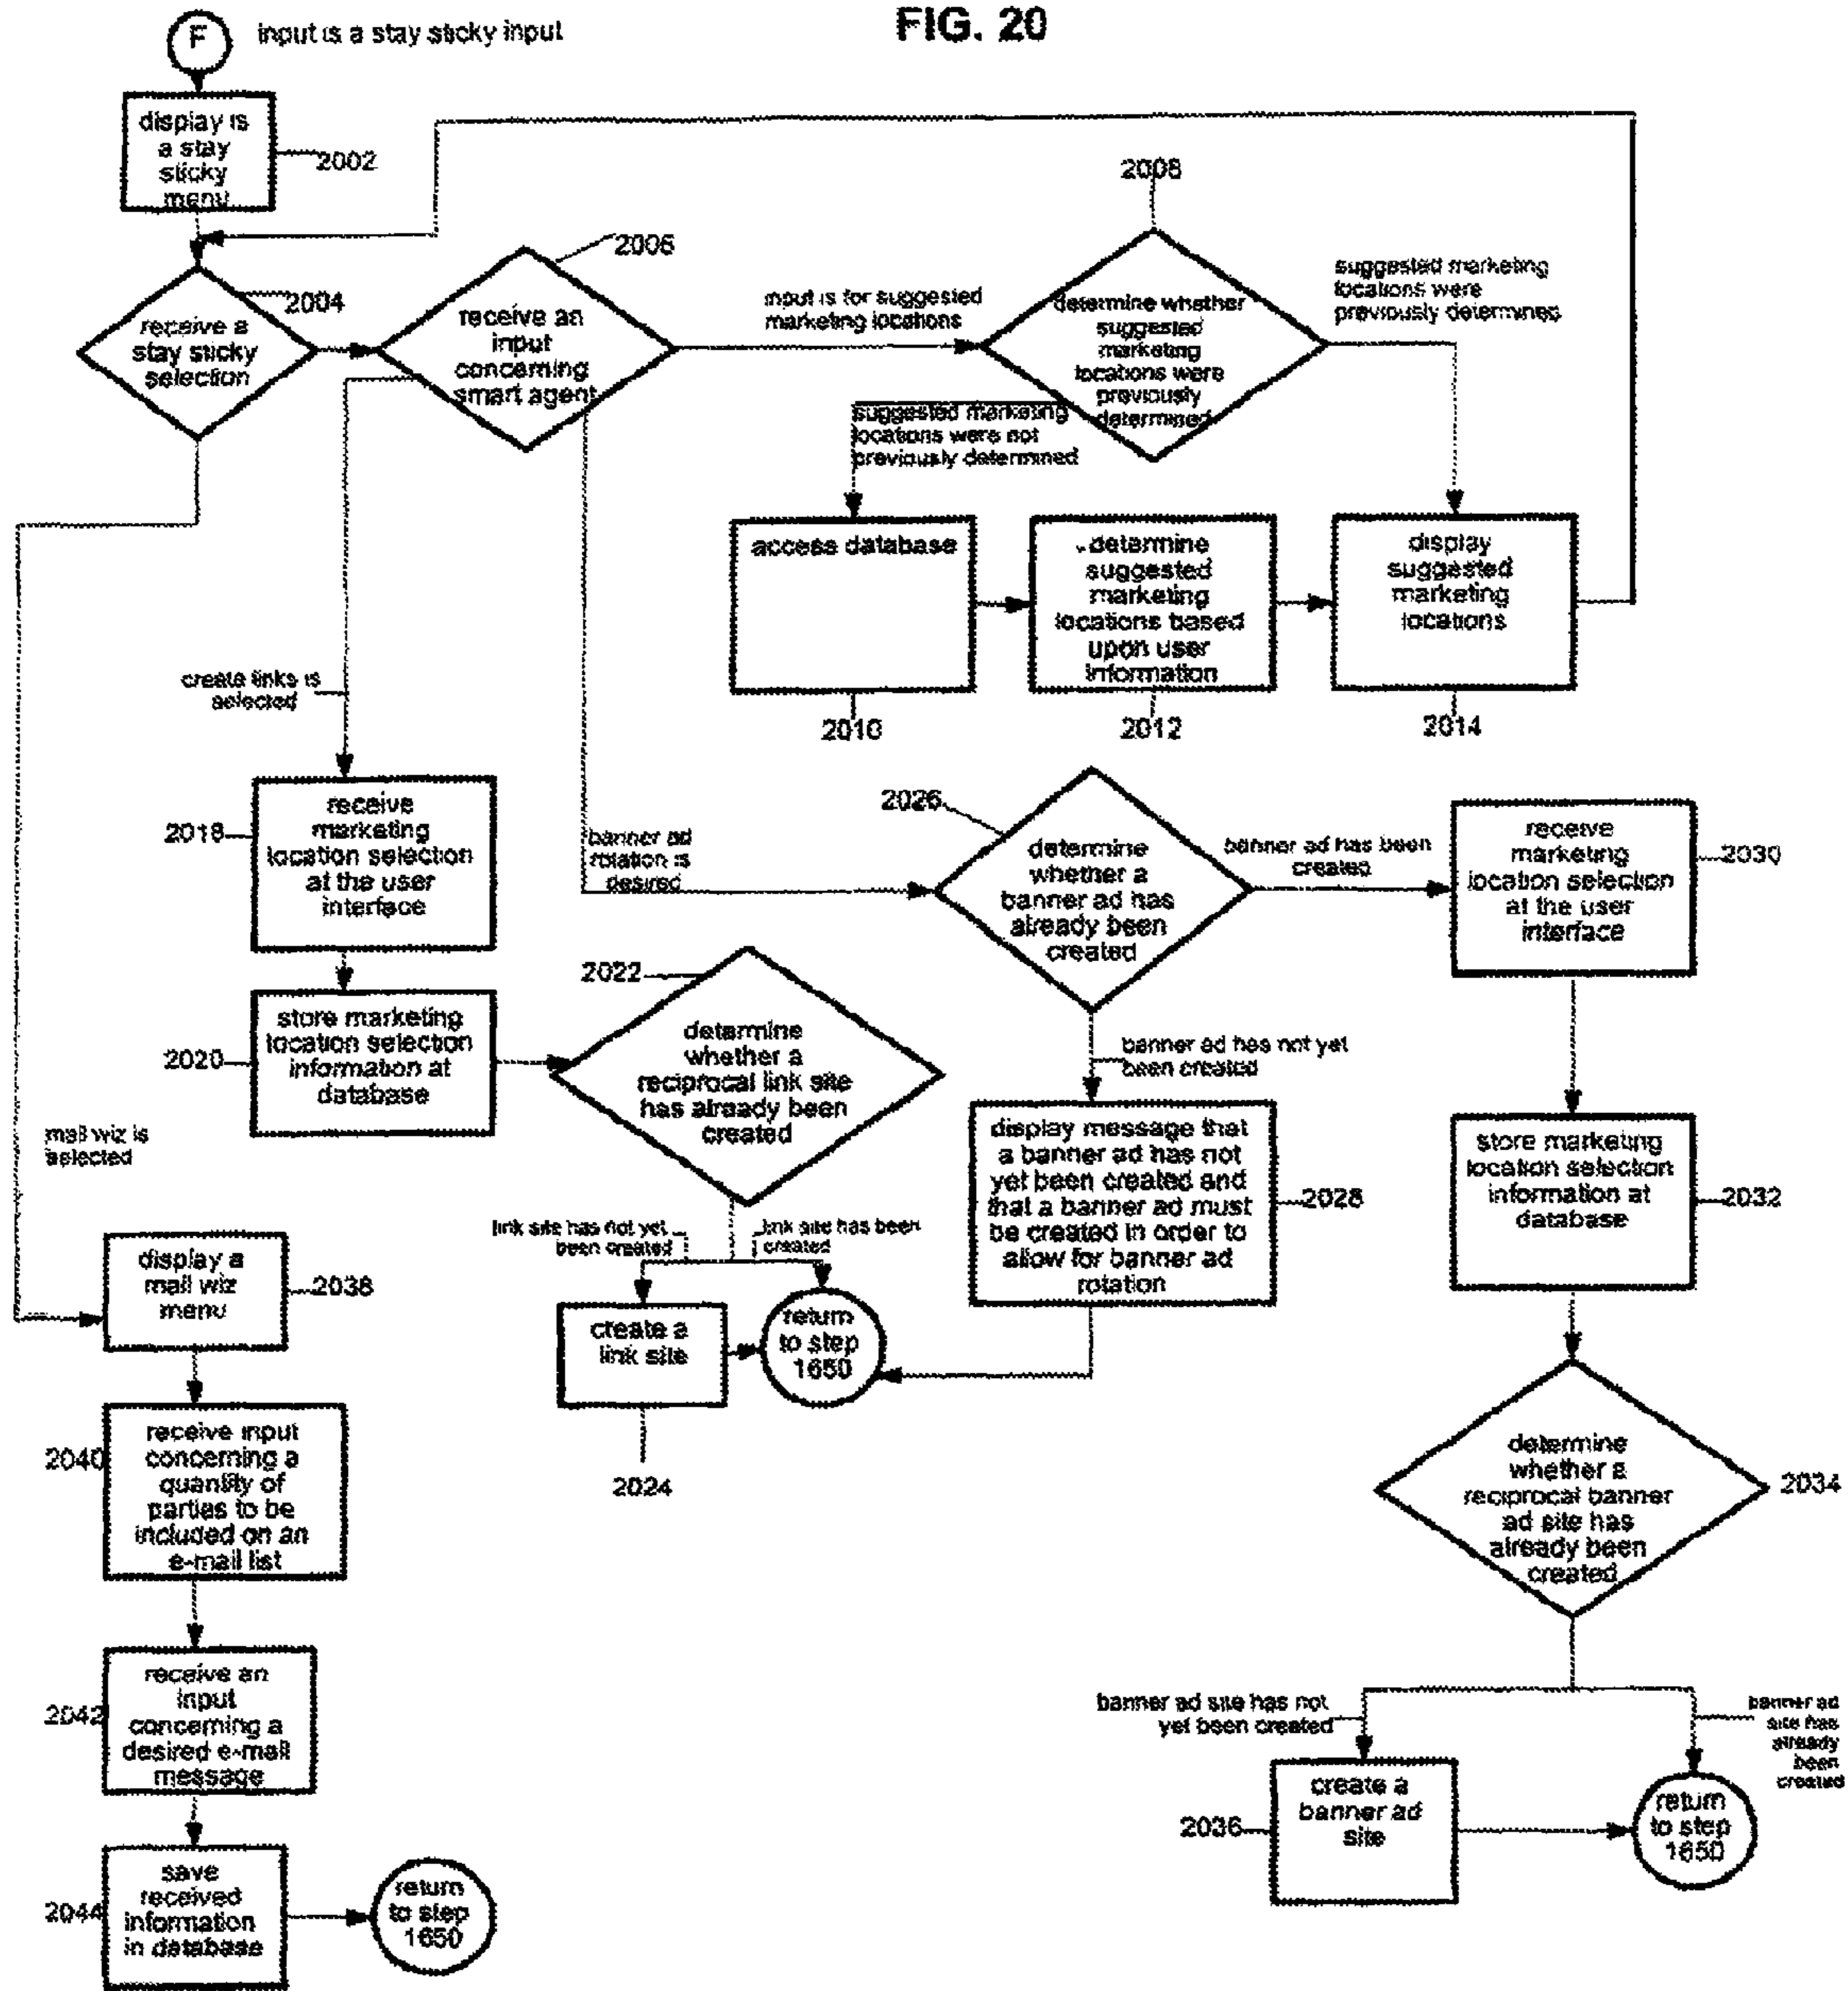 FIG. 20
F
input is a stay sticky input
display is
a stay
sticky
menu
2002
receive a
stay sticky
selection
2004
receive an
input
concerning
smart agent
2006
input is for suggested
marketing locations
2008
determine whether
suggested
marketing
locations were
previously
determined
suggested marketing
locations were
previously determined
suggested marketing
locations were not
previously determined
access database
2010
determine
suggested
marketing
locations based
upon user
information
2012
display
suggested
marketing
locations
2014
create links is
selected
receive
marketing
location selection
at the user
interface
2018
store marketing
location selection
information at
database
2020
2022
determine
whether a
reciprocal link site
has already been
created
link site has not yet
been created
link site has been
created
create a
link site
2024
return
to step
1650
banner ad
rotation is
desired
2026
determine
whether a
banner ad has
already been
created
banner ad has been
created
banner ad has not yet
been created
display message that
a banner ad has not
yet been created and
that a banner ad must
be created in order to
allow for banner ad
rotation
2028
receive
marketing
location selection
at the user
interface
2030
store marketing
location selection
information at
database
2032
determine
whether a
reciprocal banner
ad site has
already been
created
2034
banner ad site has not
yet been created
banner ad
site has
already
been
created
create a
banner ad
site
2036
return
to step
1650
mail wiz is
selected
display a
mail wiz
menu
2038
receive input
concerning a
quantity of
parties to be
included on an
e-mail list
2040
receive an
input
concerning a
desired e-mail
message
2042
save
received
information
in database
2044
return
to step
1650